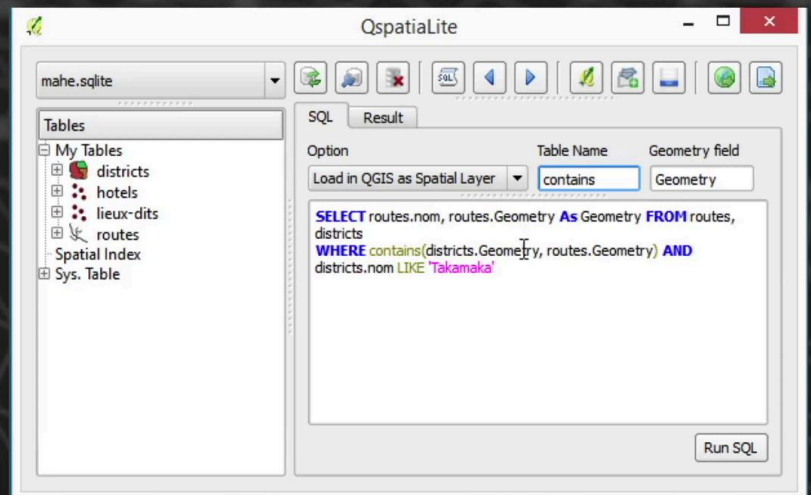 QspatiaLite
mahe.sqlite
SQL
Tables
My Tables
districts
hotels
lieux-dits
routes
Spatial Index
Sys. Table
SQL Result
Option Table Name Geometry field
Load in QGIS as Spatial Layer contains Geometry
SELECT routes.nom, routes.Geometry As Geometry FROM routes,
districts
WHERE contains(districts.Geometry, routes.Geometry) AND
districts.nom LIKE 'Takamaka'
Run SQL